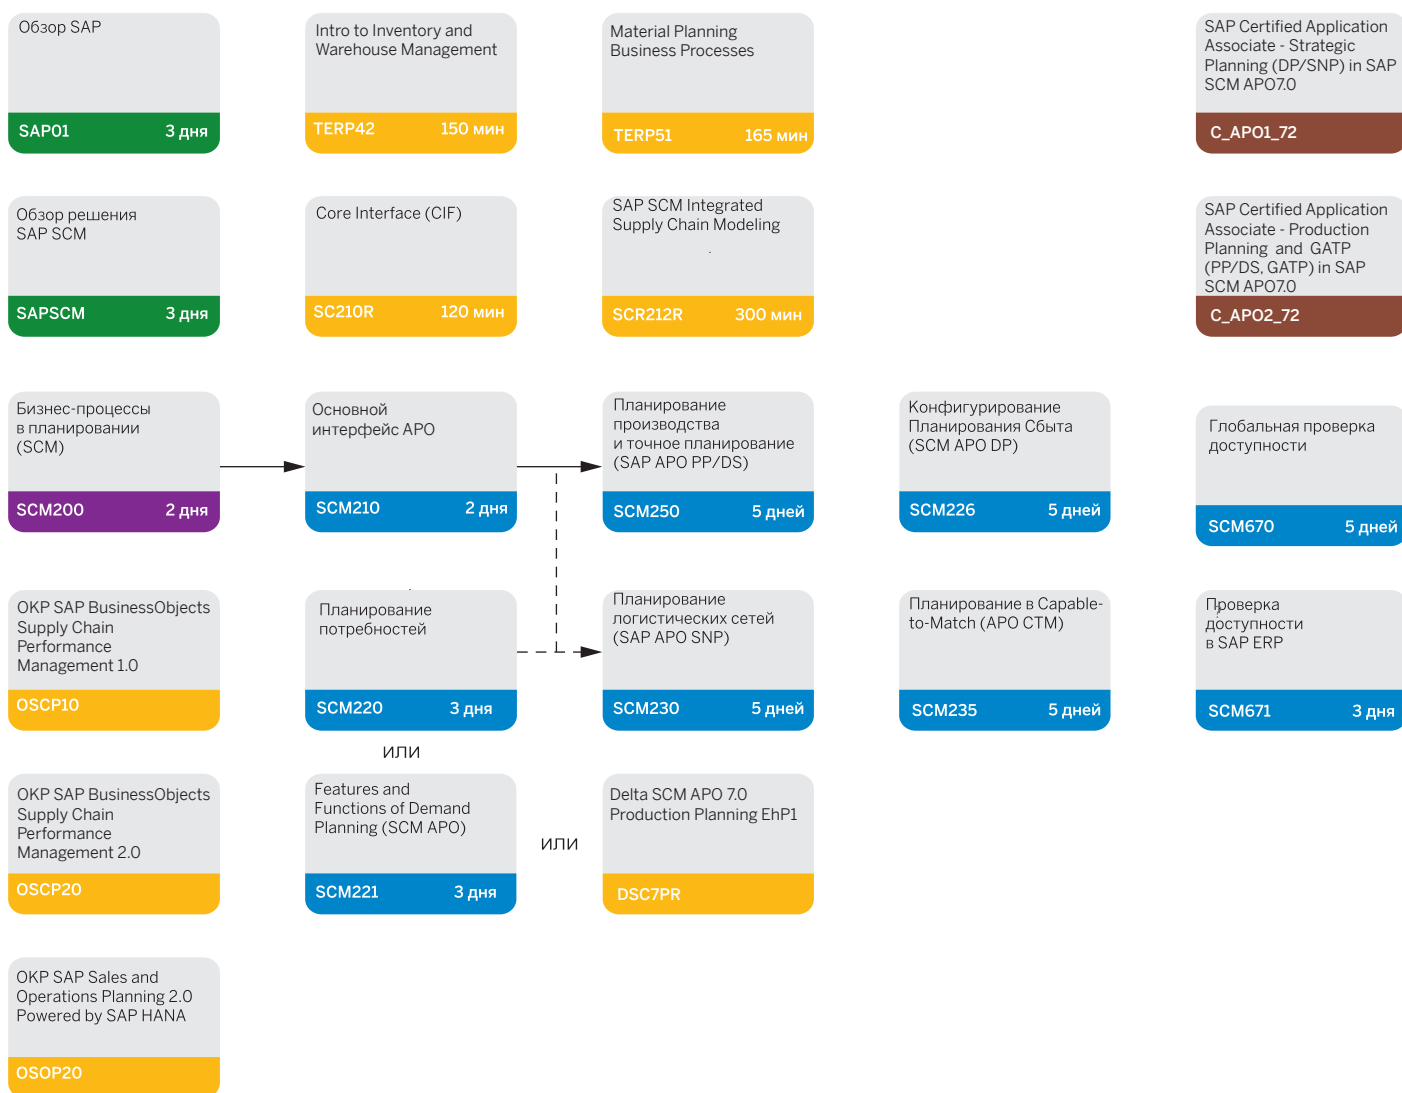 Обзор SAP
SAP01 3 дня
Intro to Inventory and
Warehouse Management
TERP42 150 мин
Material Planning
Business Processes
TERP51 165 мин
SAP Certified Application
Associate - Strategic
Planning (DP/SNP) in SAP
SCM APO7.0
C_APO1_72
Обзор решения
SAP SCM
SAPSCM 3 дня
Core Interface (CIF)
SC210R 120 мин
SAP SCM Integrated
Supply Chain Modeling
SCR212R 300 мин
SAP Certified Application
Associate - Production
Planning and GATP
(PP/DS, GATP) in SAP
SCM APO7.0
C_APO2_72
Бизнес-процессы
в планировании
(SCM)
SCM200 2 дня
Основной
интерфейс APO
SCM210 2 дня
Планирование
производства
и точное планирование
(SAP APO PP/DS)
SCM250 5 дней
Конфигурирование
Планирования Сбыта
(SCM APO DP)
SCM226 5 дней
Глобальная проверка
доступности
SCM670 5 дней
OKP SAP BusinessObjects
Supply Chain
Performance
Management 1.0
OSCP10
Планирование
потребностей
SCM220 3 дня
Планирование
логистических сетей
(SAP APO SNP)
SCM230 5 дней
Планирование в Capable-
to-Match (APO CTM)
SCM235 5 дней
Проверка
доступности
в SAP ERP
SCM671 3 дня
или
OKP SAP BusinessObjects
Supply Chain
Performance
Management 2.0
OSCP20
Features and
Functions of Demand
Planning (SCM APO)
SCM221 3 дня
или
Delta SCM APO 7.0
Production Planning EhP1
DSC7PR
OKP SAP Sales and
Operations Planning 2.0
Powered by SAP HANA
OSOP20